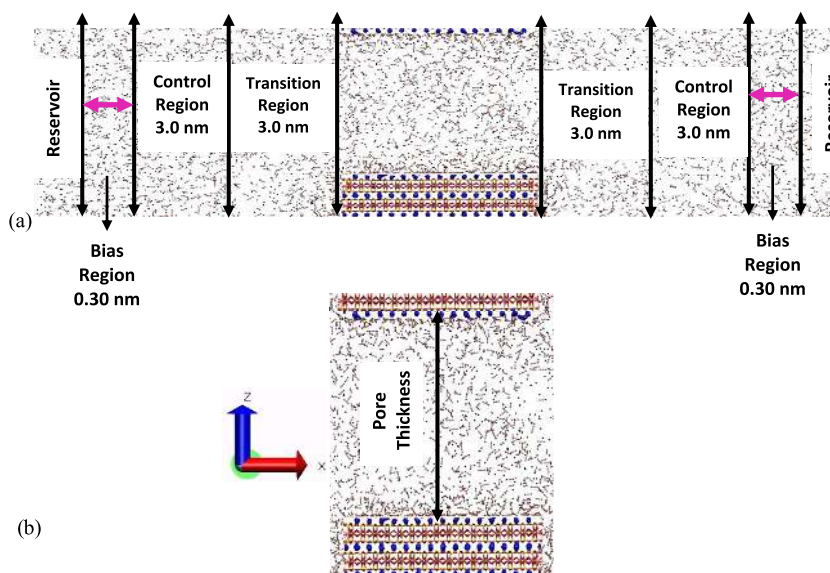 Reservoir
Control
Region
3.0 nm
Transition
Region
3.0 nm
Transition
Region
3.0 nm
Control
Region
3.0 nm
Reservoir
(a)
Bias
Region
0.30 nm
Bias
Region
0.30 nm
Pore
Thickness
Z
X
(b)